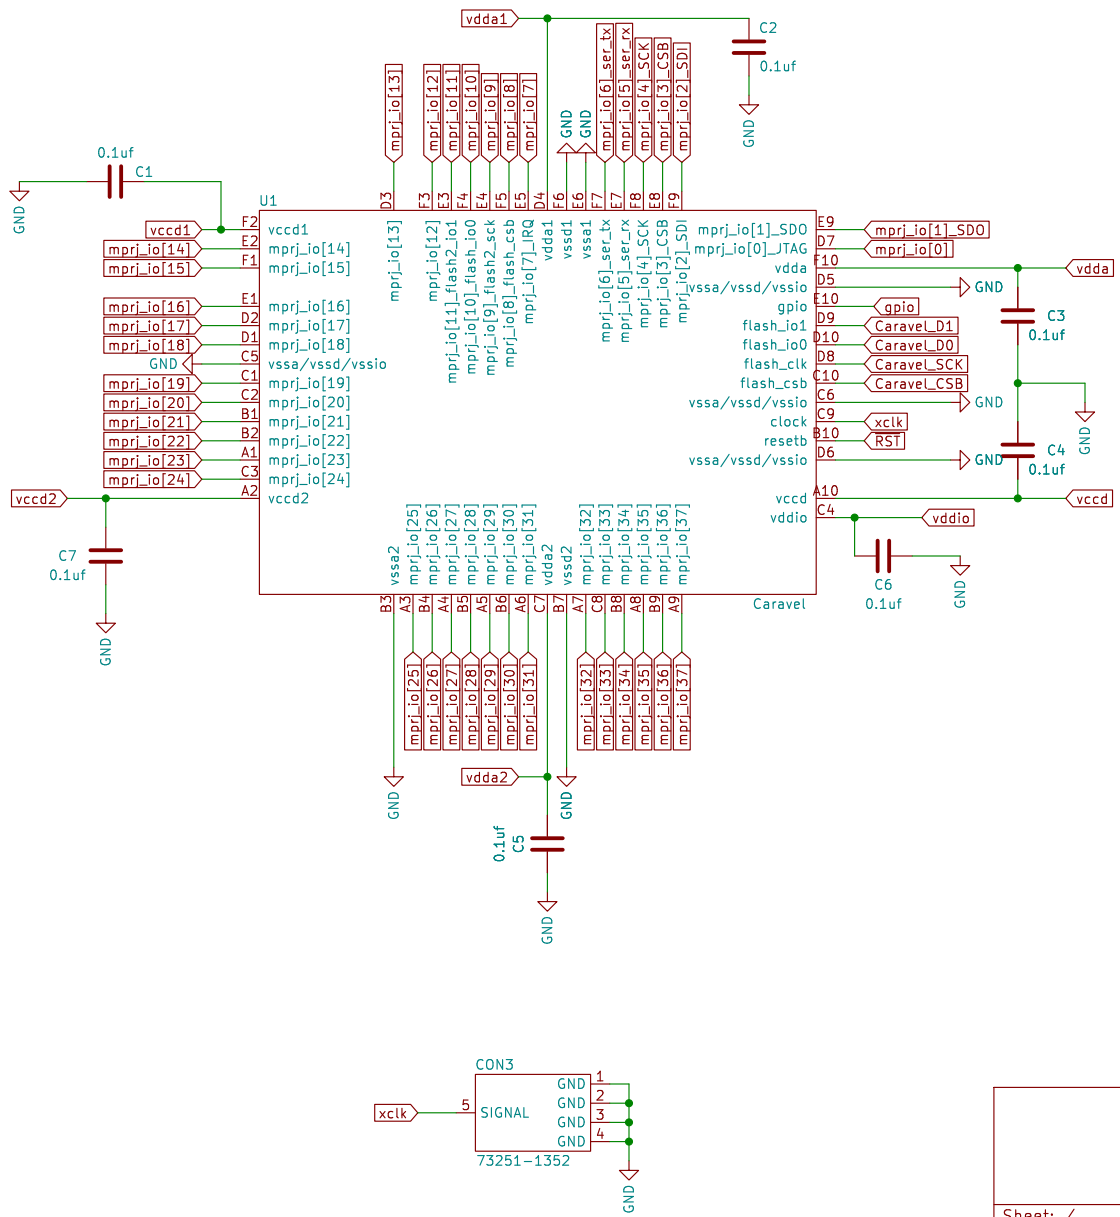 vdda1
C2
0.1uf
GND
mprj_io[13]
mprj_io[12]
mprj_io[11]
mprj_io[10]
mprj_io[9]
mprj_io[8]
mprj_io[7]
GND
GND
mprj_io[6]_ser_tx
mprj_io[5]_ser_rx
mprj_io[4]_SCK
mprj_io[3]_CSB
mprj_io[2]_SDI
0.1uf
C1
GND
U1
D3
F3
E3
F4
E4
F5
E5
D4
F6
E6
F7
E7
F8
E8
F9
mprj_io[13]
mprj_io[12]
mprj_io[11]_flash2_io1
mprj_io[10]_flash_io0
mprj_io[9]_flash2_sck
mprj_io[8]_flash_csb
mprj_io[7]_IRQ
vdda1
vssd1
vssa1
mprj_io[6]_ser_tx
mprj_io[5]_ser_rx
mprj_io[4]_SCK
mprj_io[3]_CSB
mprj_io[2]_SDI
vccd1 F2 vccd1
mprj_io[14] E2 mprj_io[14]
mprj_io[15] F1 mprj_io[15]
mprj_io[16] E1 mprj_io[16]
mprj_io[17] D2 mprj_io[17]
mprj_io[18] D1 mprj_io[18]
GND C5 vssa/vssd/vssio
mprj_io[19] C1 mprj_io[19]
mprj_io[20] C2 mprj_io[20]
mprj_io[21] B1 mprj_io[21]
mprj_io[22] B2 mprj_io[22]
mprj_io[23] A1 mprj_io[23]
mprj_io[24] C3 mprj_io[24]
vccd2 A2 vccd2
mprj_io[1]_SDO E9 mprj_io[1]_SDO
mprj_io[0]_JTAG D7 mprj_io[0]
vdda F10 vdda
vssa/vssd/vssio D5 GND
gpio E10 gpio
flash_io1 D9 Caravel_D1
flash_io0 D10 Caravel_D0
flash_clk D8 Caravel_SCK
flash_csb C10 Caravel_CSB
vssa/vssd/vssio C6 GND
clock C9 xclk
resetb B10 RST
vssa/vssd/vssio D6 GND
vccd A10 vccd
vddio C4 vddio
C3
0.1uf
GND
C4
0.1uf
C6
0.1uf
GND
C7
0.1uf
GND
vssa2
mprj_io[25]
mprj_io[26]
mprj_io[27]
mprj_io[28]
mprj_io[29]
mprj_io[30]
mprj_io[31]
vdda2
vssd2
mprj_io[32]
mprj_io[33]
mprj_io[34]
mprj_io[35]
mprj_io[36]
mprj_io[37]
Caravel
B3
A3
B4
A4
B5
A5
B6
A6
C7
B7
A7
C8
B8
A8
B9
A9
mprj_io[25]
mprj_io[26]
mprj_io[27]
mprj_io[28]
mprj_io[29]
mprj_io[30]
mprj_io[31]
mprj_io[32]
mprj_io[33]
mprj_io[34]
mprj_io[35]
mprj_io[36]
mprj_io[37]
GND
vdda2
GND
0.1uf
C5
GND
CON3
GND 1
GND 2
xclk 5 SIGNAL
GND 3
GND 4
73251-1352
GND
Sheet: /